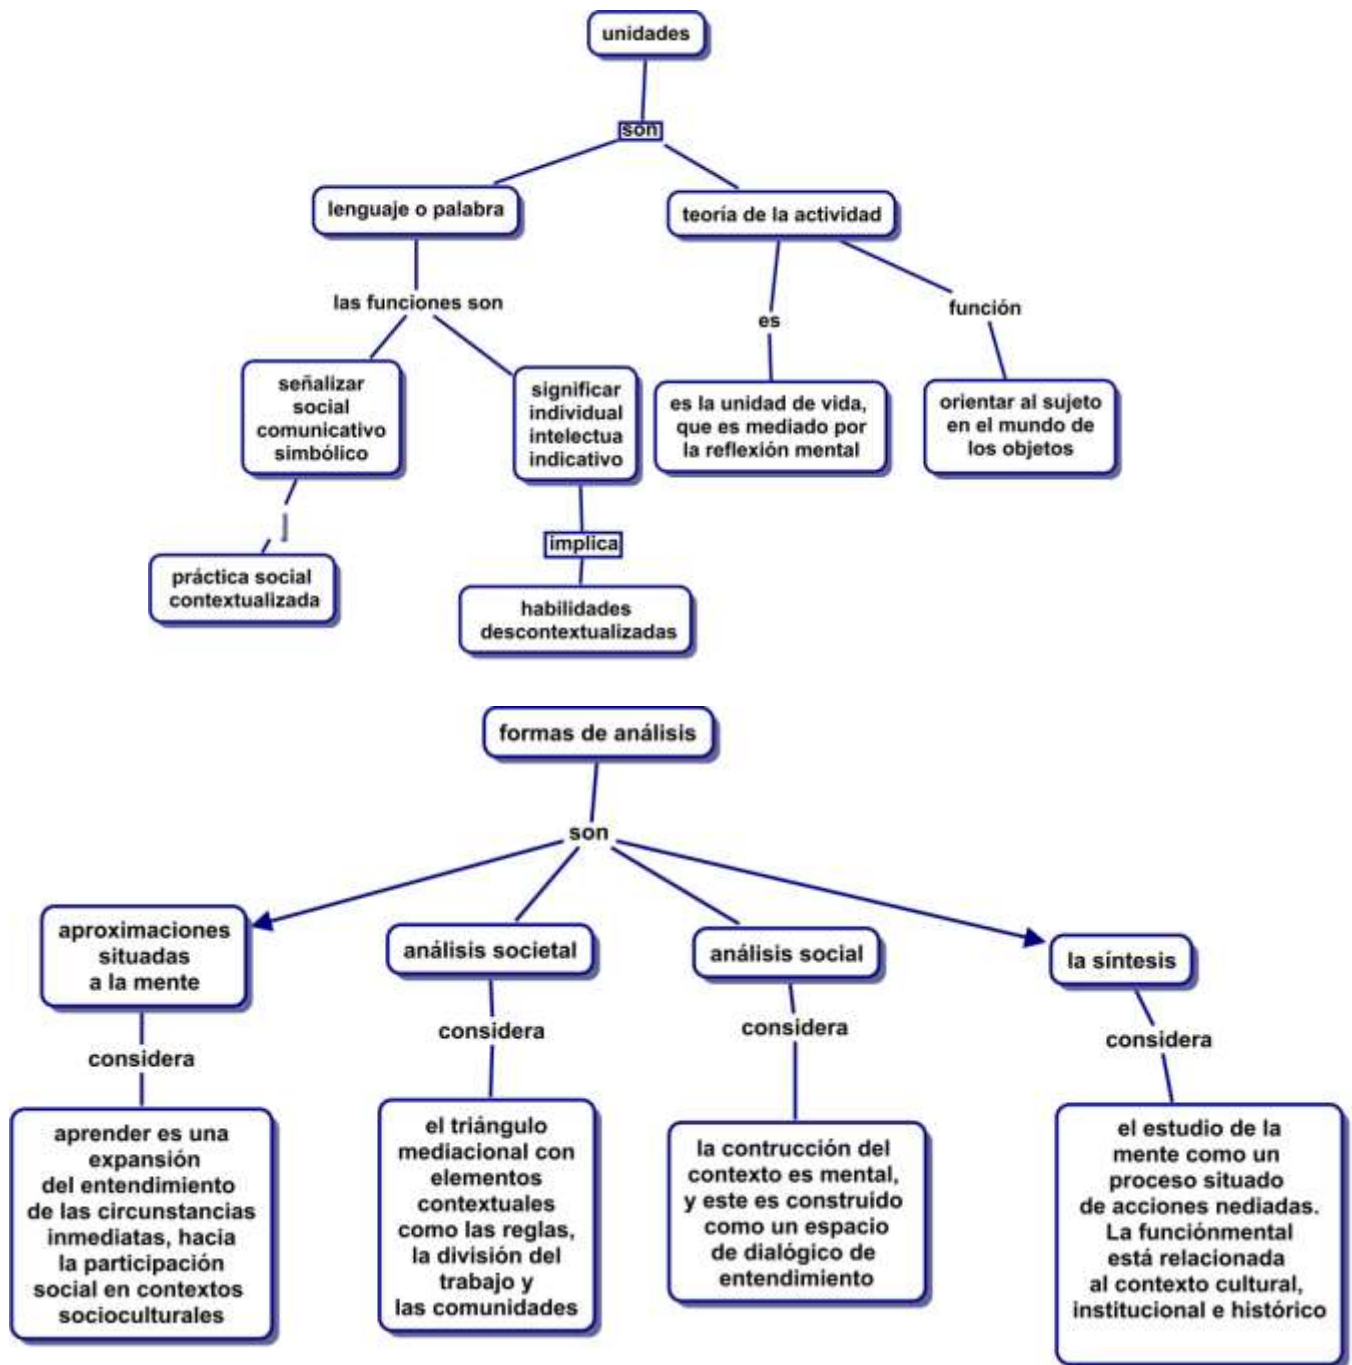 unidades
son
lenguaje o palabra
teoría de la actividad
las funciones son
es
función
señalizar
social
comunicativo
simbólico
significar
individual
intelectua
indicativo
es la unidad de vida,
que es mediado por
la reflexión mental
orientar al sujeto
en el mundo de
los objetos
implica
práctica social
contextualizada
habilidades
descontextualizadas
formas de análisis
son
aproximaciones
situadas
a la mente
análisis societal
análisis social
la síntesis
considera
considera
considera
considera
aprender es una
expansión
del entendimiento
de las circunstancias
inmediatas, hacia
la participación
social en contextos
socioculturales
el triángulo
mediacional con
elementos
contextuales
como las reglas,
la división del
trabajo y
las comunidades
la contrucción del
contexto es mental,
y este es construido
como un espacio
de dialógico de
entendimiento
el estudio de la
mente como un
proceso situado
de acciones nediadas.
La funciónmental
está relacionada
al contexto cultural,
institucional e histórico